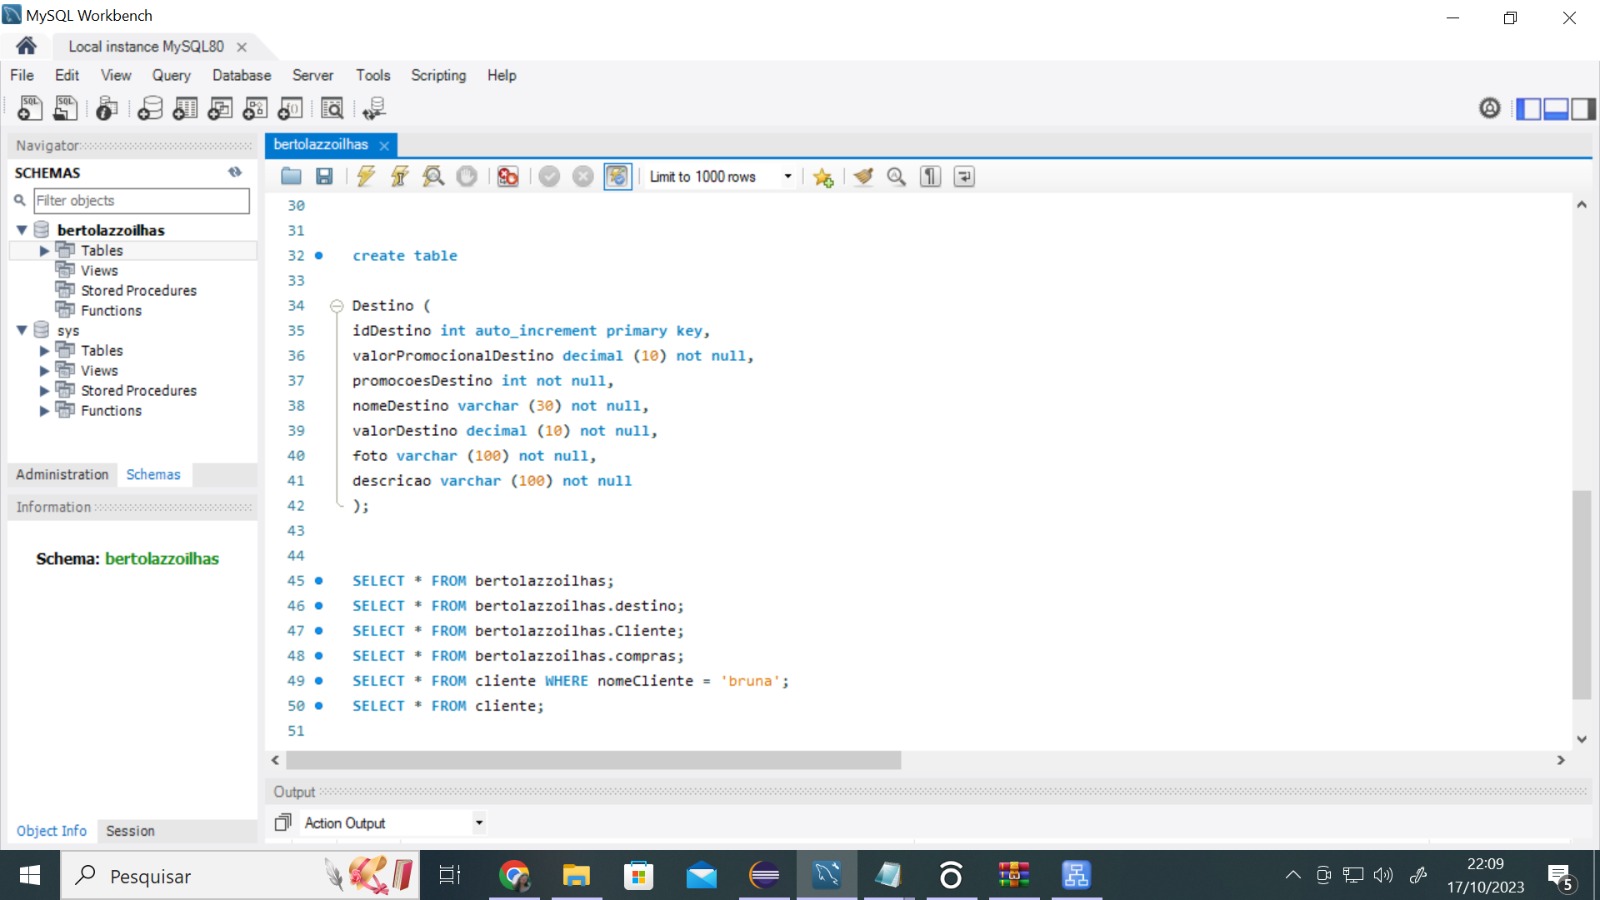 MySQL Workbench
Local instance MySQL80
File Edit View Query Database Server Tools Scripting Help
Navigator
SCHEMAS
Filter objects
bertolazzoilhas
Tables
Views
Stored Procedures
Functions
sys
Tables
Views
Stored Procedures
Functions
Administration Schemas
Information
Schema: bertolazzoilhas
Object Info Session
bertolazzoilhas
Limit to 1000 rows
30
31
32 create table
33
34 Destino (
35 idDestino int auto_increment primary key,
36 valorPromocionalDestino decimal (10) not null,
37 promocoesDestino int not null,
38 nomeDestino varchar (30) not null,
39 valorDestino decimal (10) not null,
40 foto varchar (100) not null,
41 descricao varchar (100) not null
42 );
43
44
45 SELECT * FROM bertolazzoilhas;
46 SELECT * FROM bertolazzoilhas.destino;
47 SELECT * FROM bertolazzoilhas.Cliente;
48 SELECT * FROM bertolazzoilhas.compras;
49 SELECT * FROM cliente WHERE nomeCliente = 'bruna';
50 SELECT * FROM cliente;
51
Output
Action Output
Pesquisar
22:09
17/10/2023
5